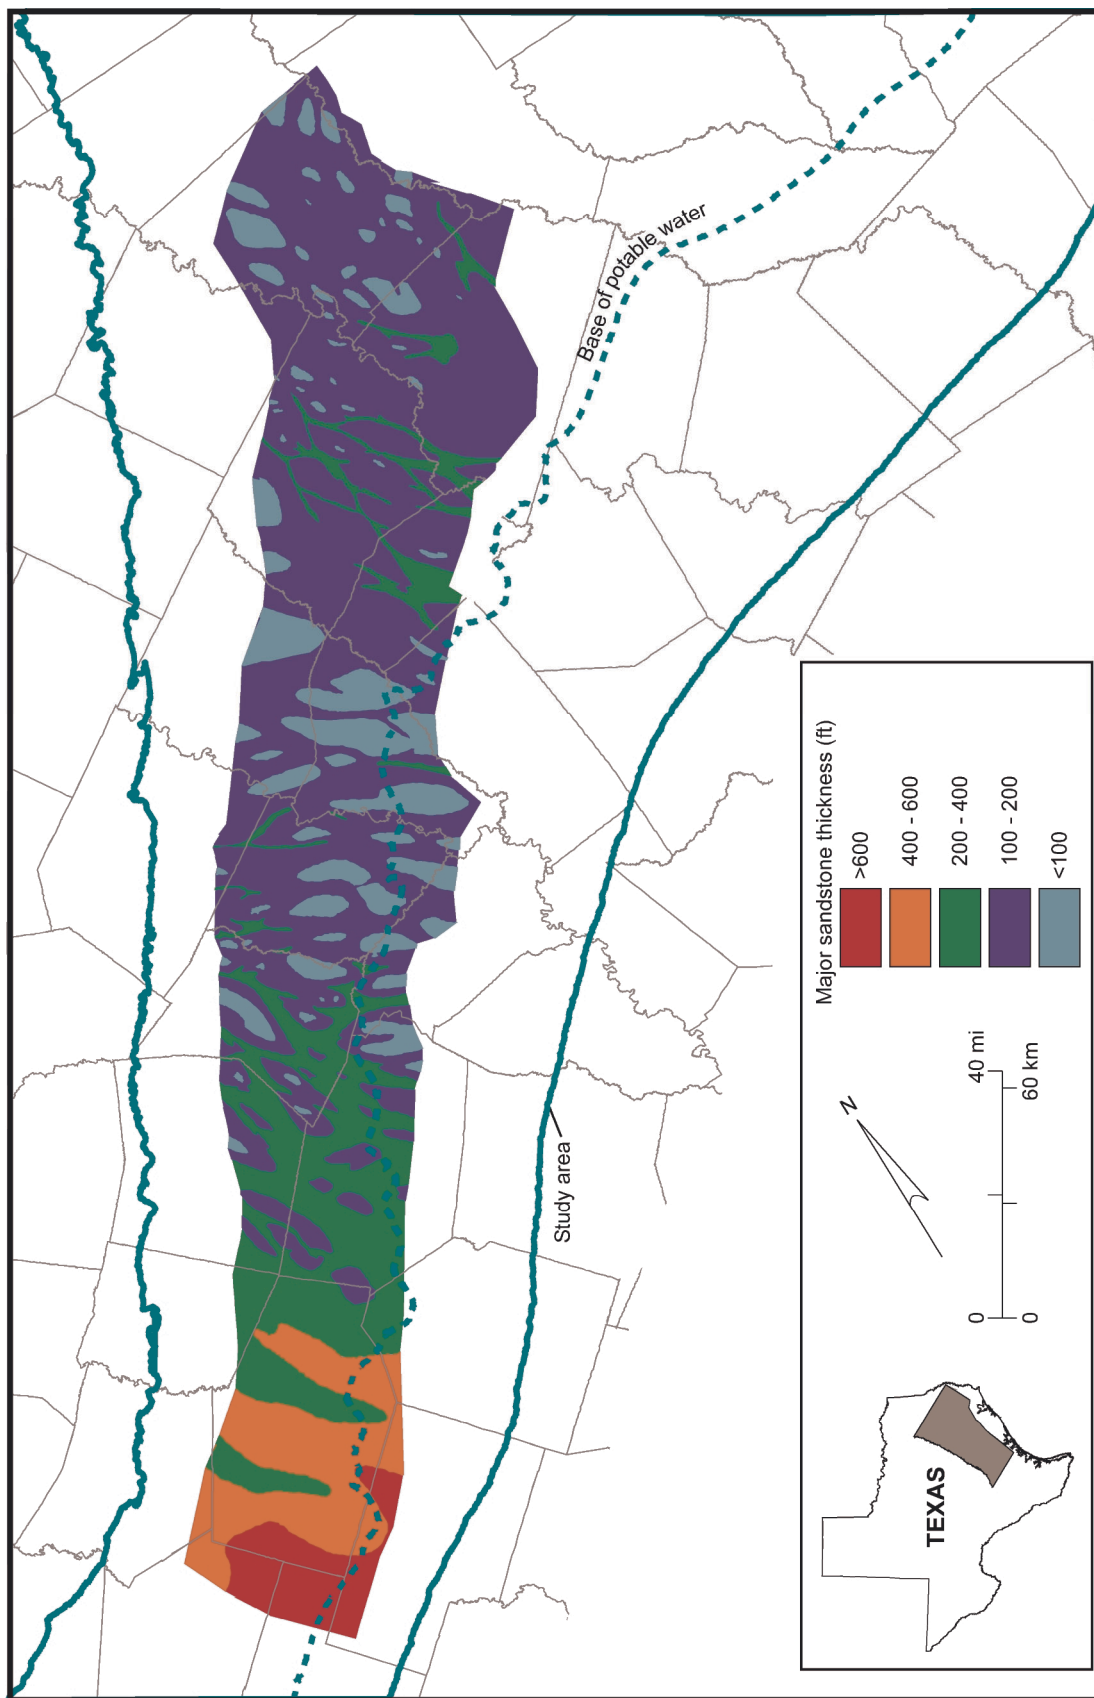 Base of potable water
Study area
Major sandstone thickness (ft)
>600
400 - 600
200 - 400
100 - 200
<100
N
0
40 mi
0
60 km
TEXAS